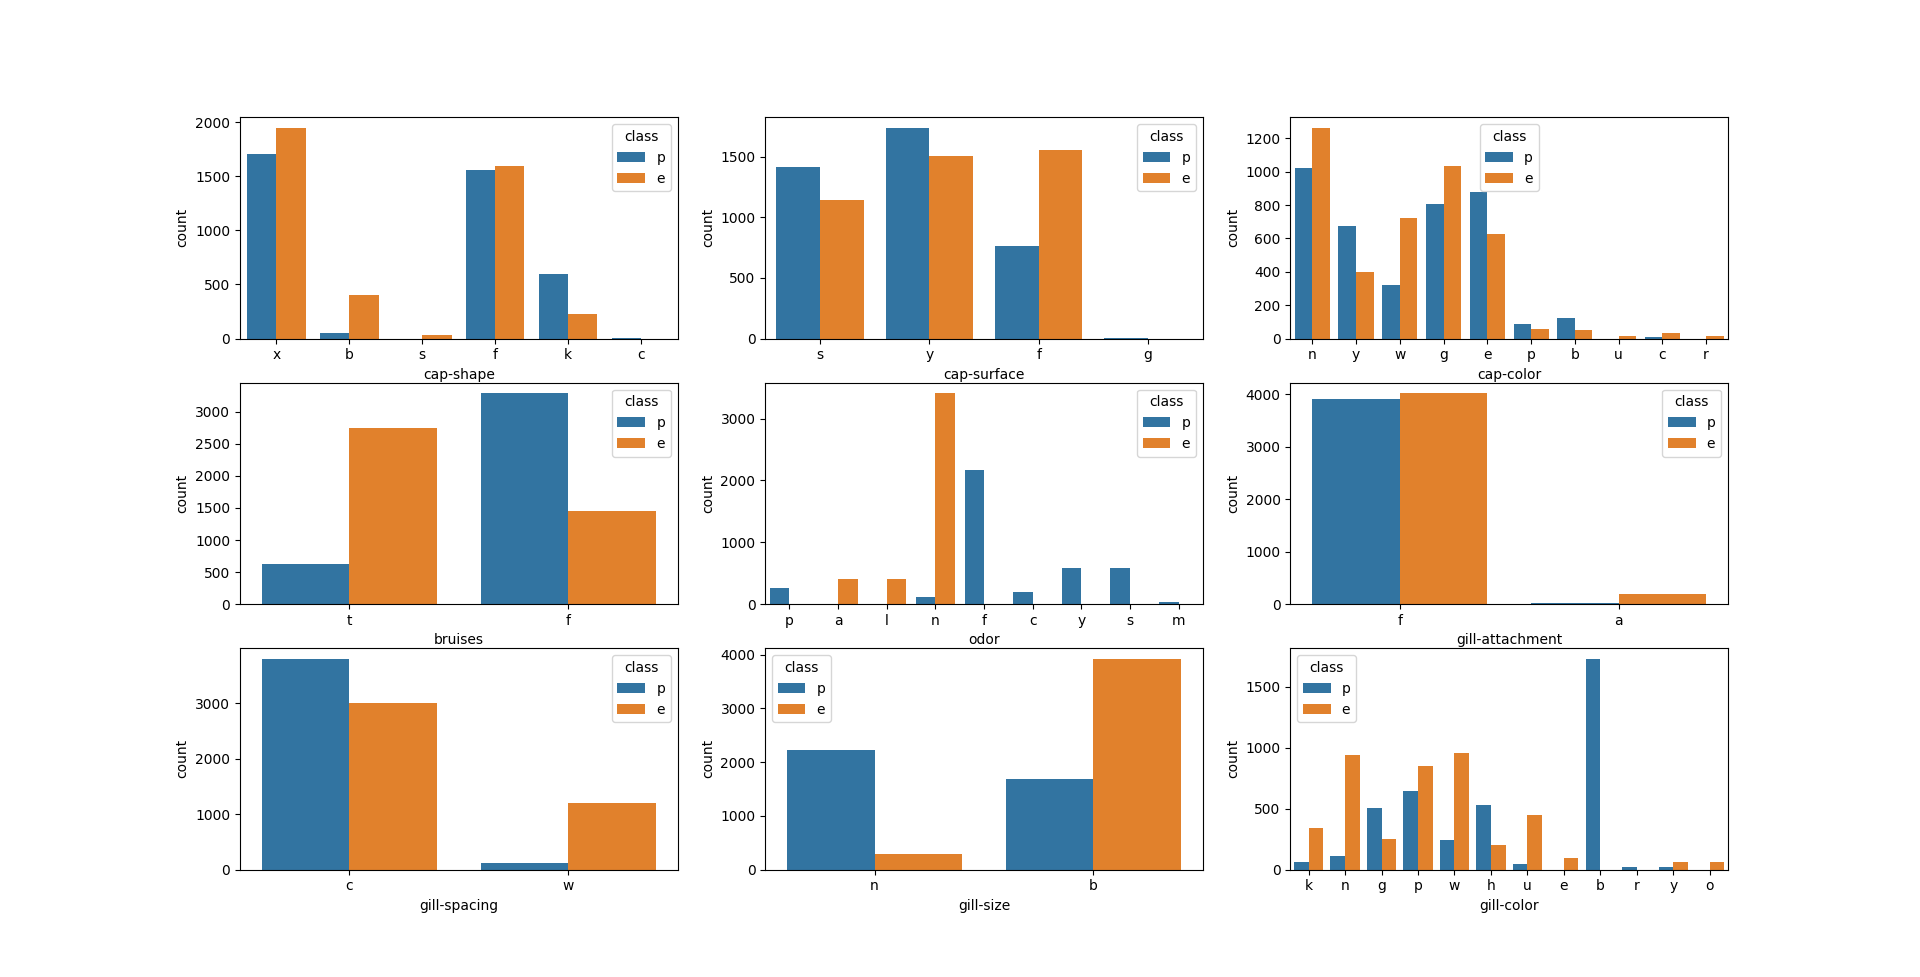 2000
1500
1000
500
0
count
x b s f k c
cap-shape
class
p
e
1500
1000
500
0
count
s y f g
cap-surface
class
p
e
1200
1000
800
600
400
200
0
count
n y w g e p b u c r
cap-color
class
p
e
3000
2500
2000
1500
1000
500
0
count
t f
bruises
class
p
e
3000
2000
1000
0
count
p a l n f c y s m
odor
class
p
e
4000
3000
2000
1000
0
count
f a
gill-attachment
class
p
e
3000
2000
1000
0
count
c w
gill-spacing
class
p
e
4000
3000
2000
1000
0
count
n b
gill-size
class
p
e
1500
1000
500
0
count
k n g p w h u e b r y o
gill-color
class
p
e